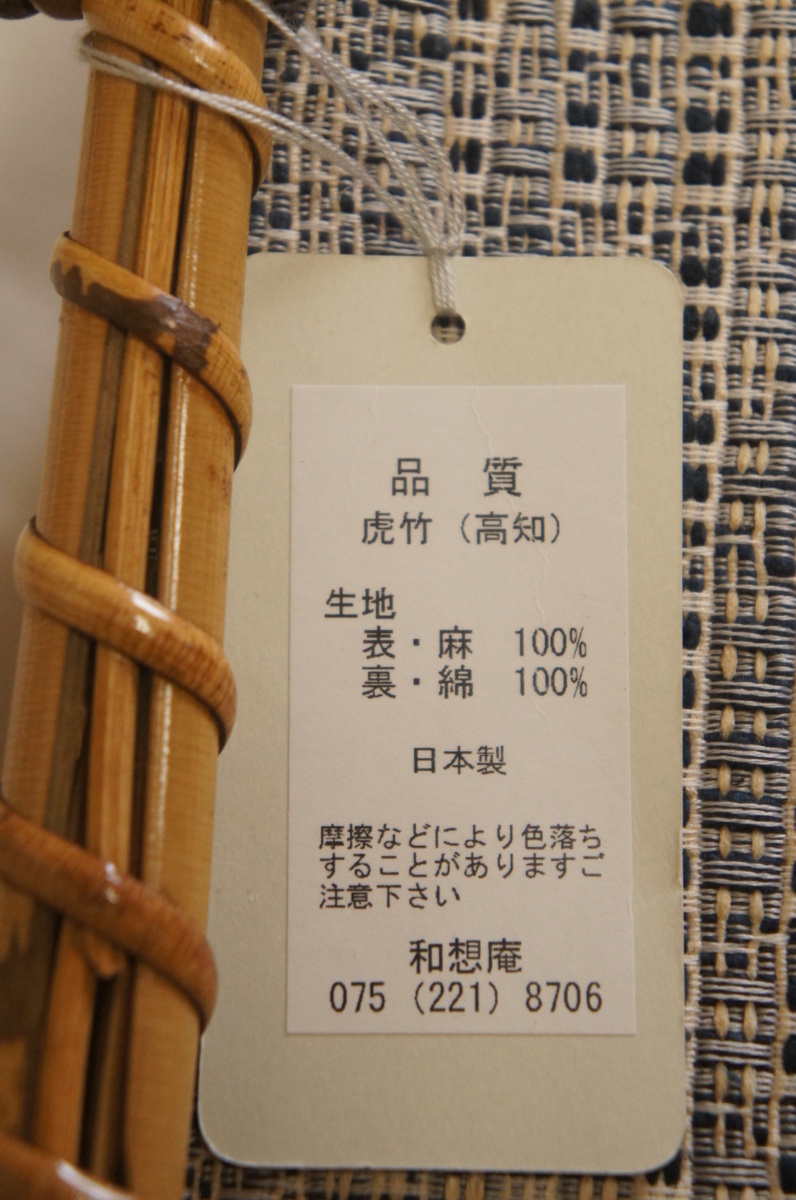 品　質
虎竹（高知）
生地
表・麻　100%
裏・綿　100%
日本製
摩擦などにより色落ち
することがありますご
注意下さい
和想庵
075（221）8706